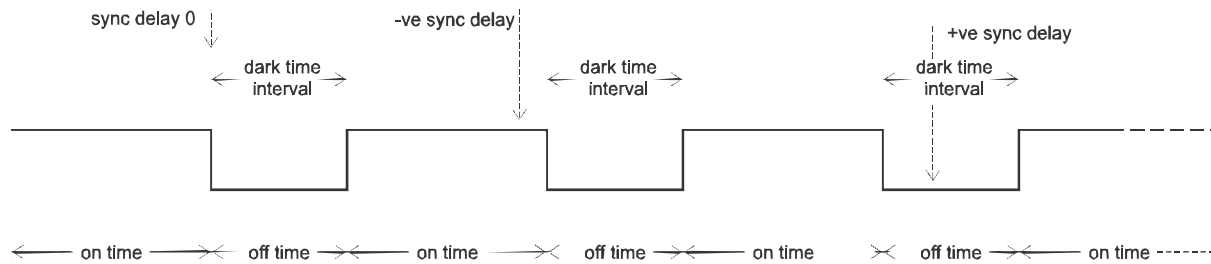 sync delay 0
-ve sync delay
+ve sync delay
dark time
interval
dark time
interval
dark time
interval
on time
off time
on time
off time
on time
off time
on time